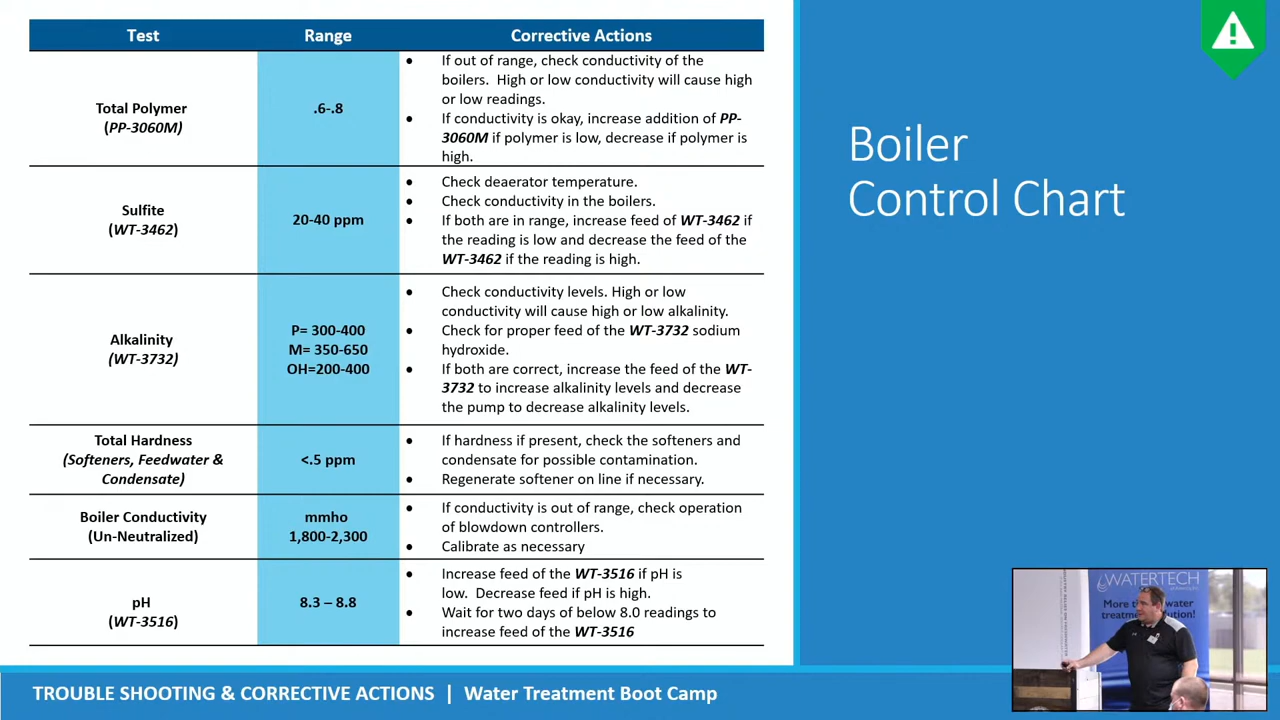 Test Range Corrective Actions
Total Polymer
(PP-3060M)
.6-.8
• If out of range, check conductivity of the
boilers. High or low conductivity will cause high
or low readings.
• If conductivity is okay, increase addition of PP-
3060M if polymer is low, decrease if polymer is
high.
Sulfite
(WT-3462)
20-40 ppm
• Check deaerator temperature.
• Check conductivity in the boilers.
• If both are in range, increase feed of WT-3462 if
the reading is low and decrease the feed of the
WT-3462 if the reading is high.
Alkalinity
(WT-3732)
P= 300-400
M= 350-650
OH=200-400
• Check conductivity levels. High or low
conductivity will cause high or low alkalinity.
• Check for proper feed of the WT-3732 sodium
hydroxide.
• If both are correct, increase the feed of the WT-
3732 to increase alkalinity levels and decrease
the pump to decrease alkalinity levels.
Total Hardness
(Softeners, Feedwater &
Condensate)
<.5 ppm
• If hardness if present, check the softeners and
condensate for possible contamination.
• Regenerate softener on line if necessary.
Boiler Conductivity
(Un-Neutralized)
mmho
1,800-2,300
• If conductivity is out of range, check operation
of blowdown controllers.
• Calibrate as necessary
pH
(WT-3516)
8.3 – 8.8
• Increase feed of the WT-3516 if pH is
low. Decrease feed if pH is high.
• Wait for two days of below 8.0 readings to
increase feed of the WT-3516
Boiler
Control Chart
WATERTECH
More than water
treatment
TROUBLE SHOOTING & CORRECTIVE ACTIONS | Water Treatment Boot Camp